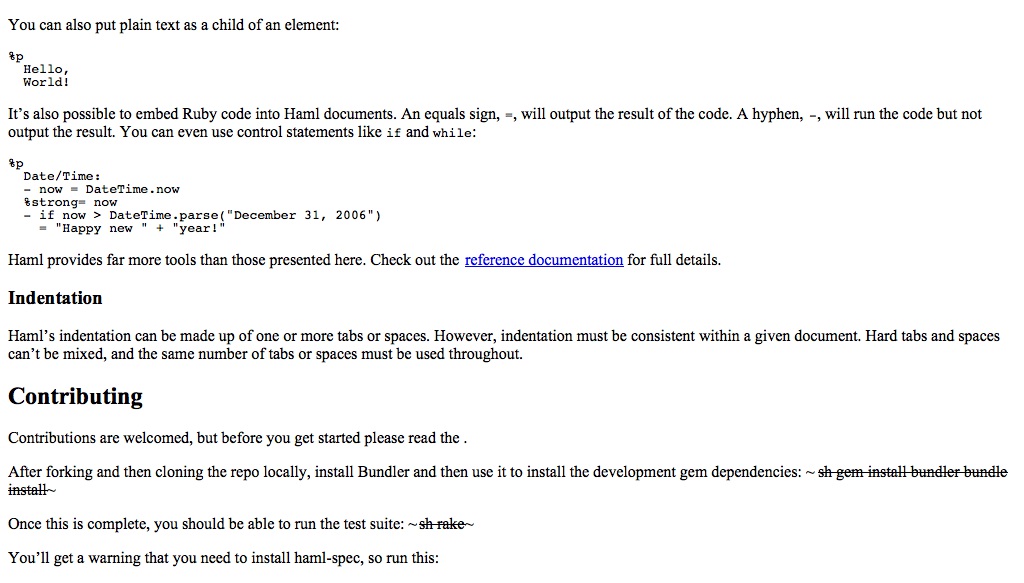 You can also put plain text as a child of an element:
%p
  Hello,
  World!
It’s also possible to embed Ruby code into Haml documents. An equals sign, =, will output the result of the code. A hyphen, -, will run the code but not
output the result. You can even use control statements like if and while:
%p
  Date/Time:
  - now = DateTime.now
  %strong= now
  - if now > DateTime.parse("December 31, 2006")
    = "Happy new " + "year!"
Haml provides far more tools than those presented here. Check out the reference documentation for full details.
Indentation
Haml’s indentation can be made up of one or more tabs or spaces. However, indentation must be consistent within a given document. Hard tabs and spaces
can’t be mixed, and the same number of tabs or spaces must be used throughout.
Contributing
Contributions are welcomed, but before you get started please read the .
After forking and then cloning the repo locally, install Bundler and then use it to install the development gem dependencies: ~ sh gem install bundler bundle
install~
Once this is complete, you should be able to run the test suite: ~sh rake~
You’ll get a warning that you need to install haml-spec, so run this: